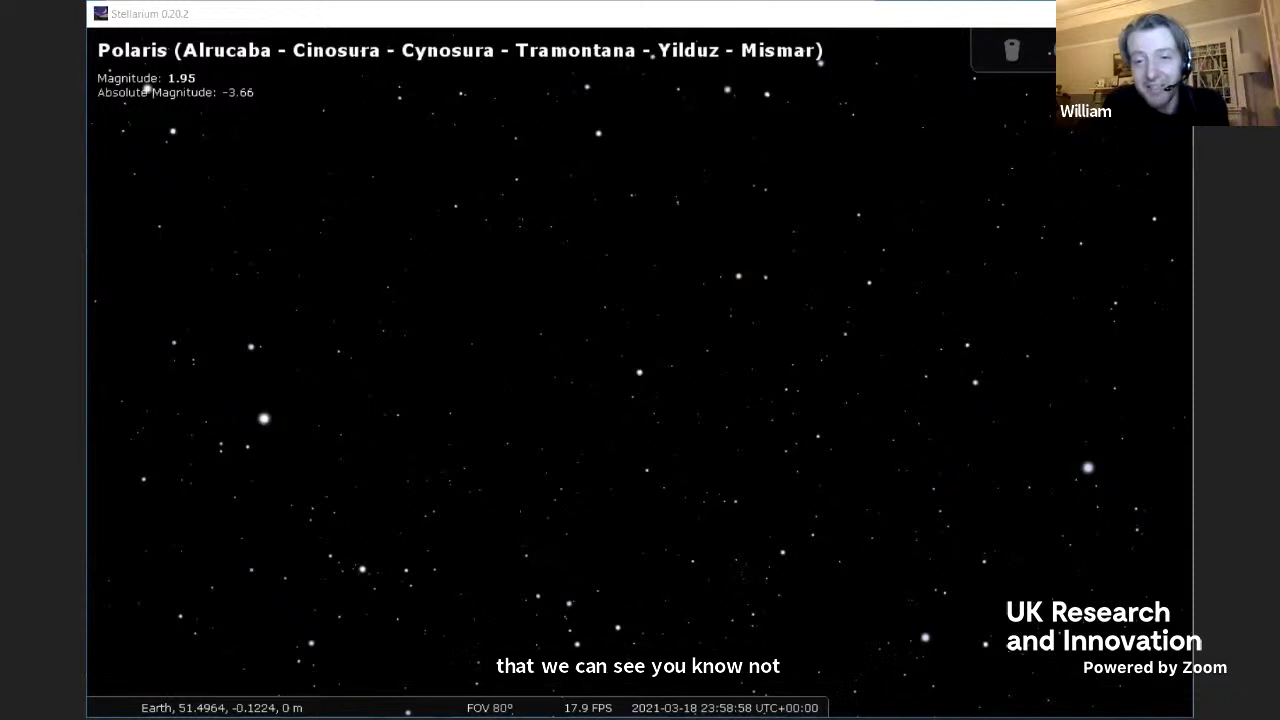 Stellarium 0.20.2
Polaris (Alrucaba - Cinosura - Cynosura - Tramontana - Yilduz - Mismar)
Magnitude: 1.95
Absolute Magnitude: -3.66
William
UK Research
and Innovation
that we can see you know not
Powered by Zoom
Earth, 51.4964, -0.1224, 0 m
FOV 80º
17.9 FPS
2021-03-18 23:58:58 UTC+00:00